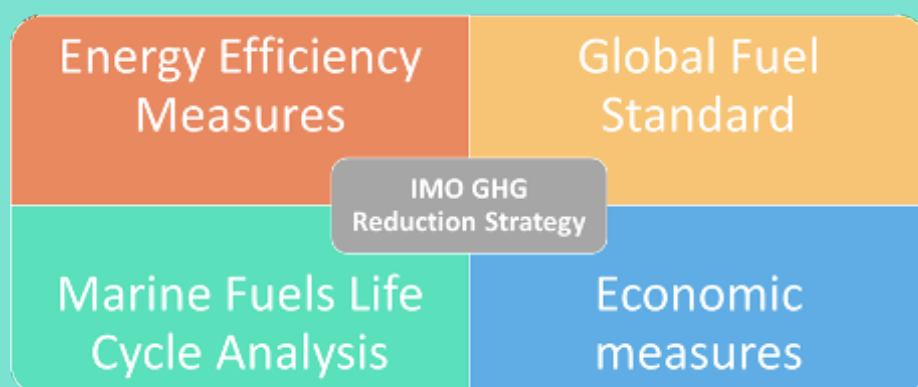 Energy Efficiency
Measures
Global Fuel
Standard
IMO GHG
Reduction Strategy
Marine Fuels Life
Cycle Analysis
Economic
measures